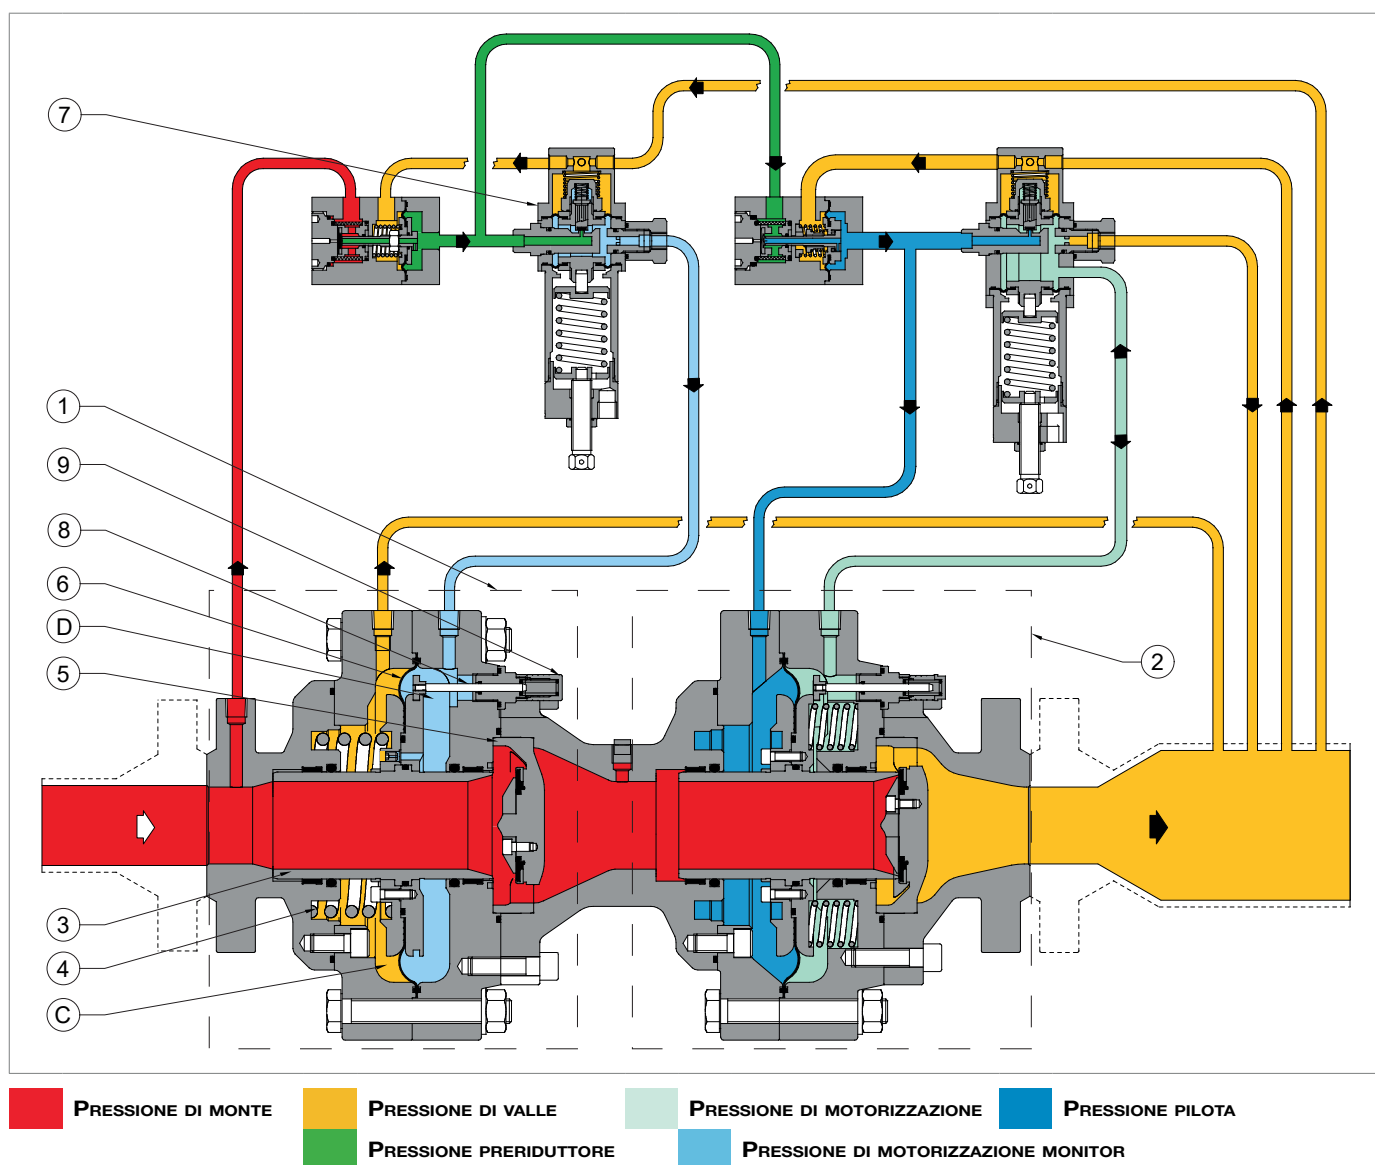 7
1
9
8
6
D
5
2
3
4
C
PRESSIONE DI MONTE
PRESSIONE DI VALLE
PRESSIONE DI MOTORIZZAZIONE
PRESSIONE PILOTA
PRESSIONE PRERIDUTTORE
PRESSIONE DI MOTORIZZAZIONE MONITOR